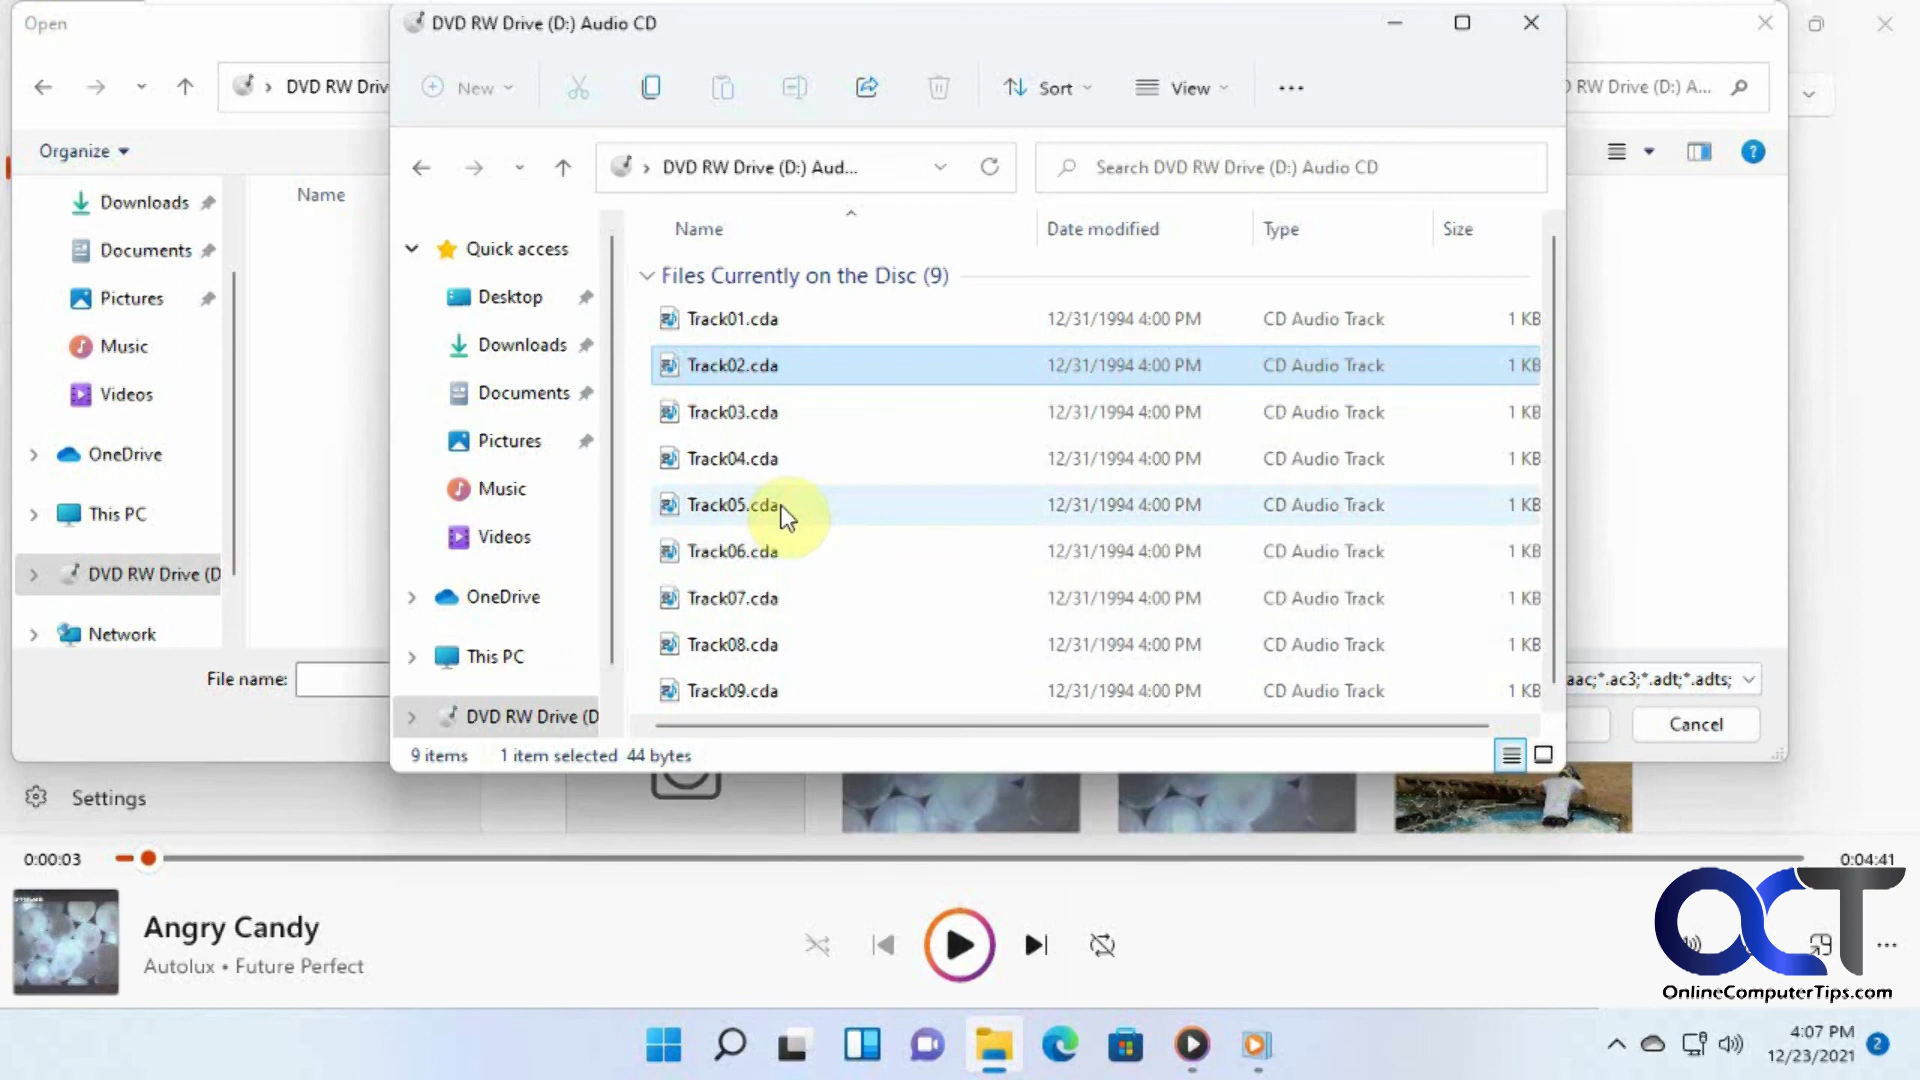 Open
DVD RW Drive (D:) Audio CD
DVD RW Driv
New
Sort
View
RW Drive (D:) A...
Organize
DVD RW Drive (D:) Aud...
Search DVD RW Drive (D:) Audio CD
Name
Downloads
Documents
Pictures
Music
Videos
OneDrive
This PC
DVD RW Drive (D
Network
Quick access
Desktop
Downloads
Documents
Pictures
Music
Videos
OneDrive
This PC
DVD RW Drive (D
Name Date modified Type Size
Files Currently on the Disc (9)
Track01.cda 12/31/1994 4:00 PM CD Audio Track 1 KB
Track02.cda 12/31/1994 4:00 PM CD Audio Track 1 KB
Track03.cda 12/31/1994 4:00 PM CD Audio Track 1 KB
Track04.cda 12/31/1994 4:00 PM CD Audio Track 1 KB
Track05.cda 12/31/1994 4:00 PM CD Audio Track 1 KB
Track06.cda 12/31/1994 4:00 PM CD Audio Track 1 KB
Track07.cda 12/31/1994 4:00 PM CD Audio Track 1 KB
Track08.cda 12/31/1994 4:00 PM CD Audio Track 1 KB
Track09.cda 12/31/1994 4:00 PM CD Audio Track 1 KB
File name:
aac;*.ac3;*.adt;*.adts;
Cancel
9 items 1 item selected 44 bytes
Settings
0:00:03
0:04:41
Angry Candy
Autolux • Future Perfect
OCT
OnlineComputerTips.com
4:07 PM
12/23/2021
2